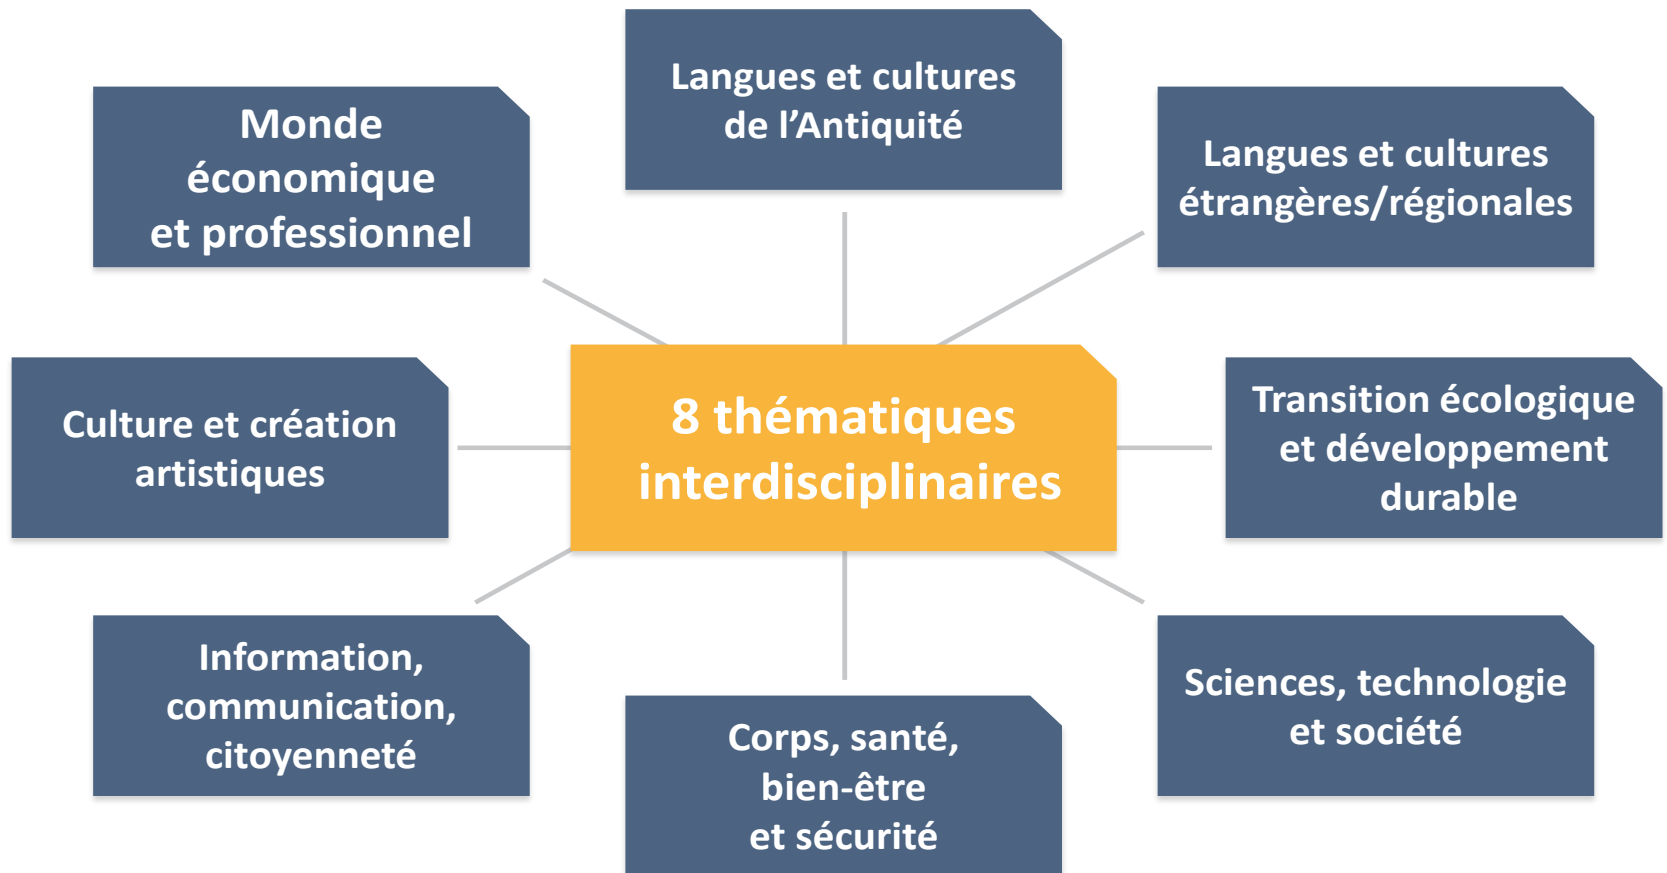 Langues et cultures
de l’Antiquité
Monde
économique
et professionnel
Langues et cultures
étrangères/régionales
Culture et création
artistiques
8 thématiques
interdisciplinaires
Transition écologique
et développement
durable
Information,
communication,
citoyenneté
Corps, santé,
bien-être
et sécurité
Sciences, technologie
et société